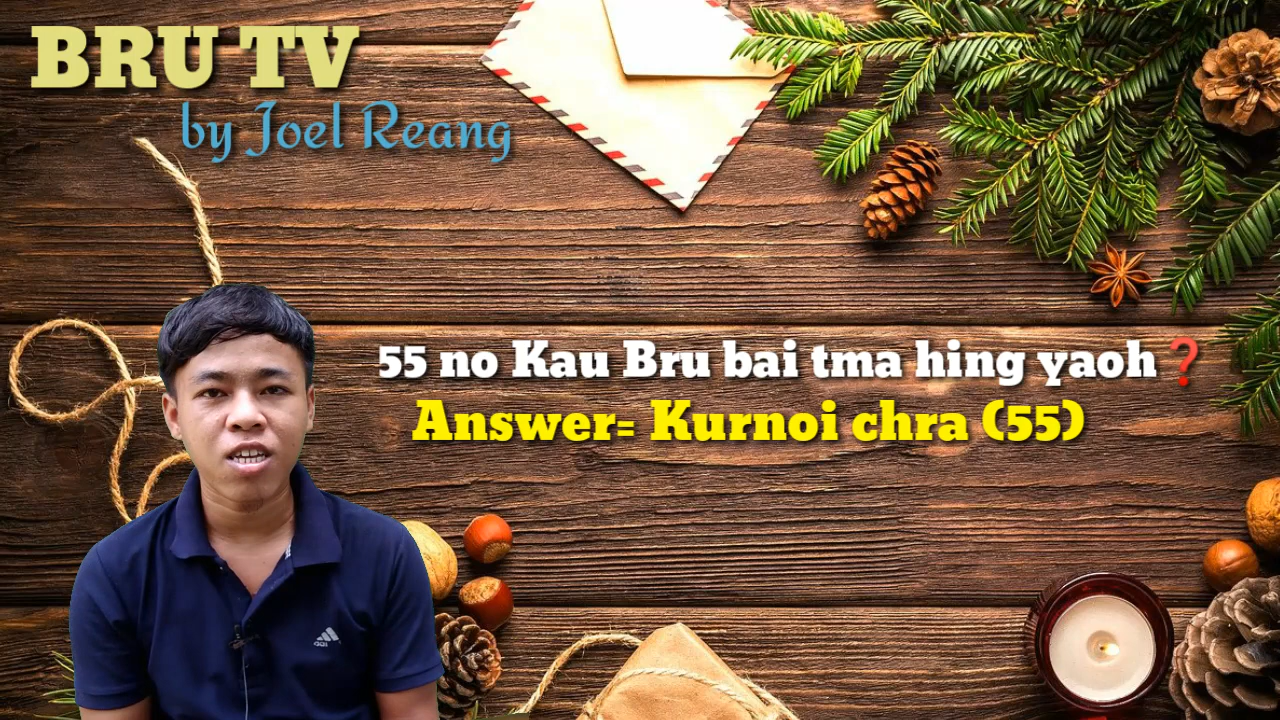 BRU TV
by Joel Reang
55 no Kau Bru bai tma hing yaoh❓
Answer= Kurnoi chra (55)